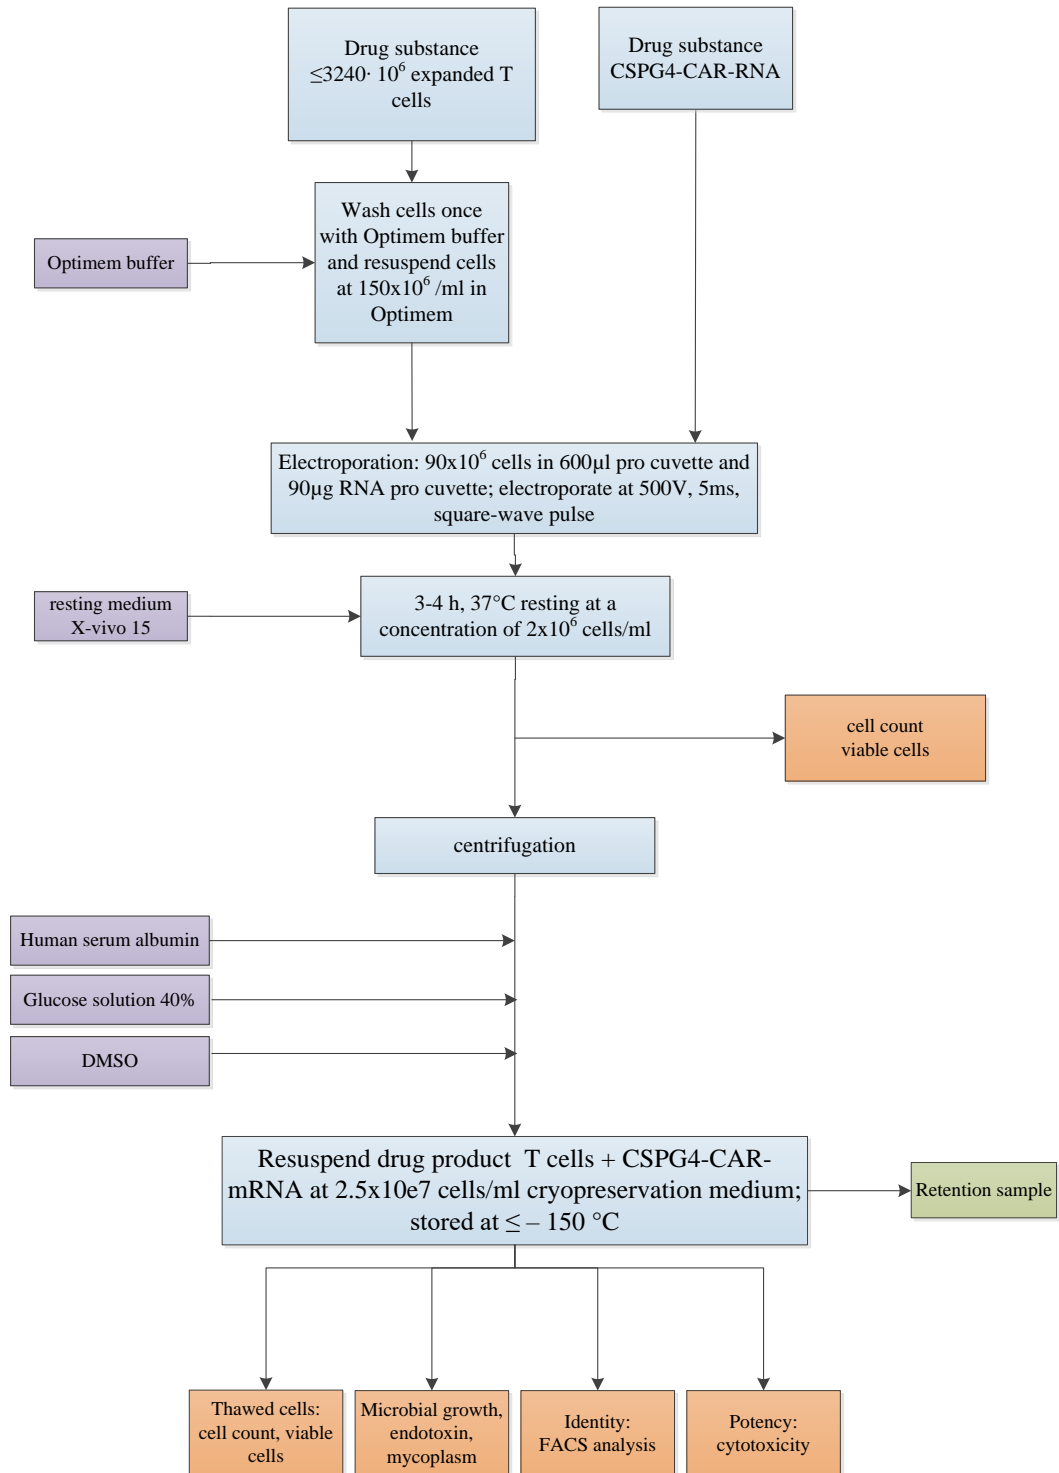 Drug substance
≤3240· 10⁶ expanded T
cells
Drug substance
CSPG4-CAR-RNA
Wash cells once
with Optimem buffer
and resuspend cells
at 150x10⁶ /ml in
Optimem
Optimem buffer
Electroporation: 90x10⁶ cells in 600µl pro cuvette and
90µg RNA pro cuvette; electroporate at 500V, 5ms,
square-wave pulse
resting medium
X-vivo 15
3-4 h, 37°C resting at a
concentration of 2x10⁶ cells/ml
cell count
viable cells
centrifugation
Human serum albumin
Glucose solution 40%
DMSO
Resuspend drug product T cells + CSPG4-CAR-
mRNA at 2.5x10e7 cells/ml cryopreservation medium;
stored at ≤ – 150 °C
Retention sample
Thawed cells:
cell count, viable
cells
Microbial growth,
endotoxin,
mycoplasm
Identity:
FACS analysis
Potency:
cytotoxicity